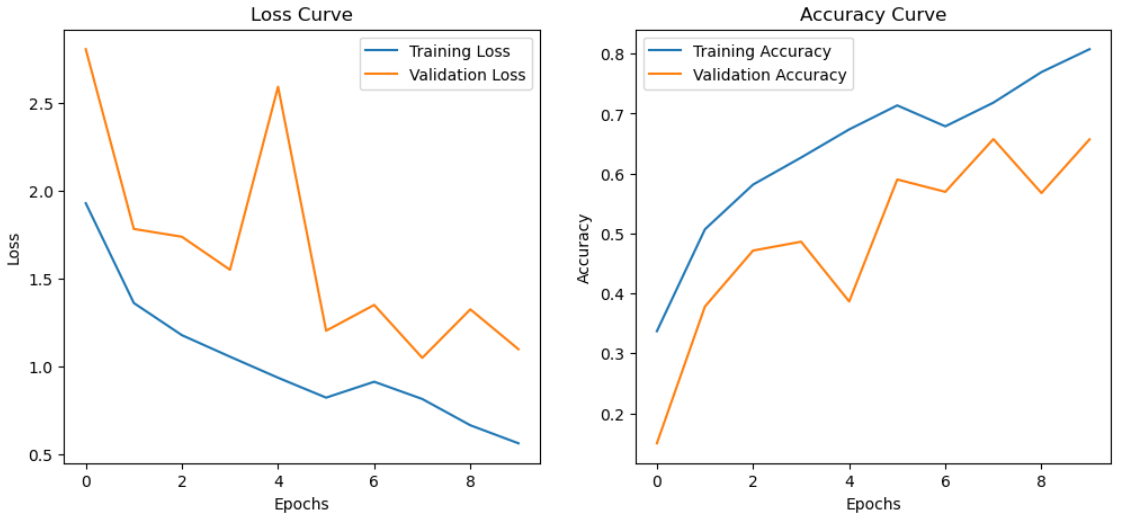 Loss Curve
Training Loss
Validation Loss
2.5
2.0
1.5
1.0
0.5
Loss
0 2 4 6 8
Epochs
Accuracy Curve
Training Accuracy
Validation Accuracy
0.8
0.7
0.6
0.5
0.4
0.3
0.2
Accuracy
0 2 4 6 8
Epochs